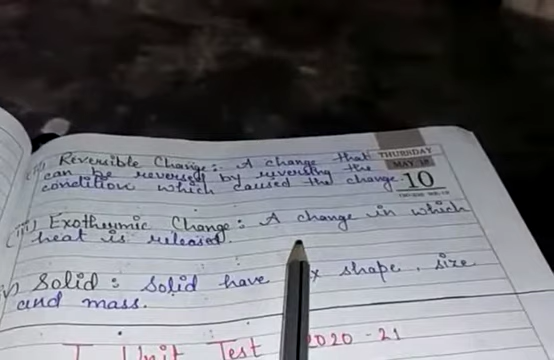 (ii) Reversible Change :- A change that
can be reversed by reversing the
condition which caused the change.
THURSDAY
MAY-18
10
(iii) Exothermic Change : A change in which
heat is released.
Solid : Solid have x shape, size
and mass.
I Unit Test 2020-21